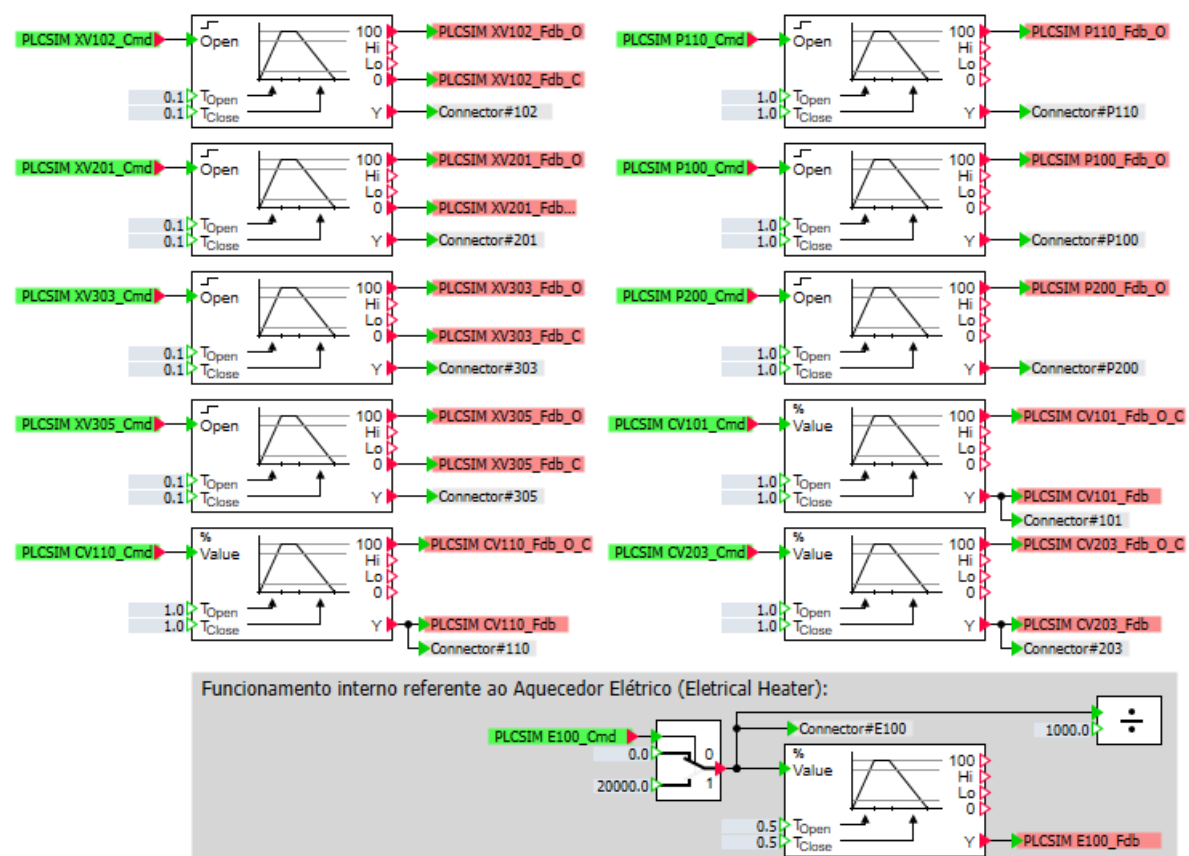 PLCSIM XV102_Cmd
Open
100
Hi
Lo
0
PLCSIM XV102_Fdb_O
PLCSIM XV102_Fdb_C
0.1 TOpen
0.1 TClose
Y
Connector#102
PLCSIM P110_Cmd
Open
100
Hi
Lo
0
PLCSIM P110_Fdb_O
1.0 TOpen
1.0 TClose
Y
Connector#P110
PLCSIM XV201_Cmd
Open
100
Hi
Lo
0
PLCSIM XV201_Fdb_O
PLCSIM XV201_Fdb...
0.1 TOpen
0.1 TClose
Y
Connector#201
PLCSIM P100_Cmd
Open
100
Hi
Lo
0
PLCSIM P100_Fdb_O
1.0 TOpen
1.0 TClose
Y
Connector#P100
PLCSIM XV303_Cmd
Open
100
Hi
Lo
0
PLCSIM XV303_Fdb_O
PLCSIM XV303_Fdb_C
0.1 TOpen
0.1 TClose
Y
Connector#303
PLCSIM P200_Cmd
Open
100
Hi
Lo
0
PLCSIM P200_Fdb_O
1.0 TOpen
1.0 TClose
Y
Connector#P200
PLCSIM XV305_Cmd
Open
100
Hi
Lo
0
PLCSIM XV305_Fdb_O
PLCSIM XV305_Fdb_C
0.1 TOpen
0.1 TClose
Y
Connector#305
PLCSIM CV101_Cmd
%
Value
100
Hi
Lo
0
PLCSIM CV101_Fdb_O_C
1.0 TOpen
1.0 TClose
Y
PLCSIM CV101_Fdb
Connector#101
PLCSIM CV110_Cmd
%
Value
100
Hi
Lo
0
PLCSIM CV110_Fdb_O_C
1.0 TOpen
1.0 TClose
Y
PLCSIM CV110_Fdb
Connector#110
PLCSIM CV203_Cmd
%
Value
100
Hi
Lo
0
PLCSIM CV203_Fdb_O_C
1.0 TOpen
1.0 TClose
Y
PLCSIM CV203_Fdb
Connector#203
Funcionamento interno referente ao Aquecedor Elétrico (Eletrical Heater):
PLCSIM E100_Cmd
0.0
0
20000.0
1
Connector#E100
1000.0
÷
%
Value
100
Hi
Lo
0
0.5 TOpen
0.5 TClose
Y
PLCSIM E100_Fdb